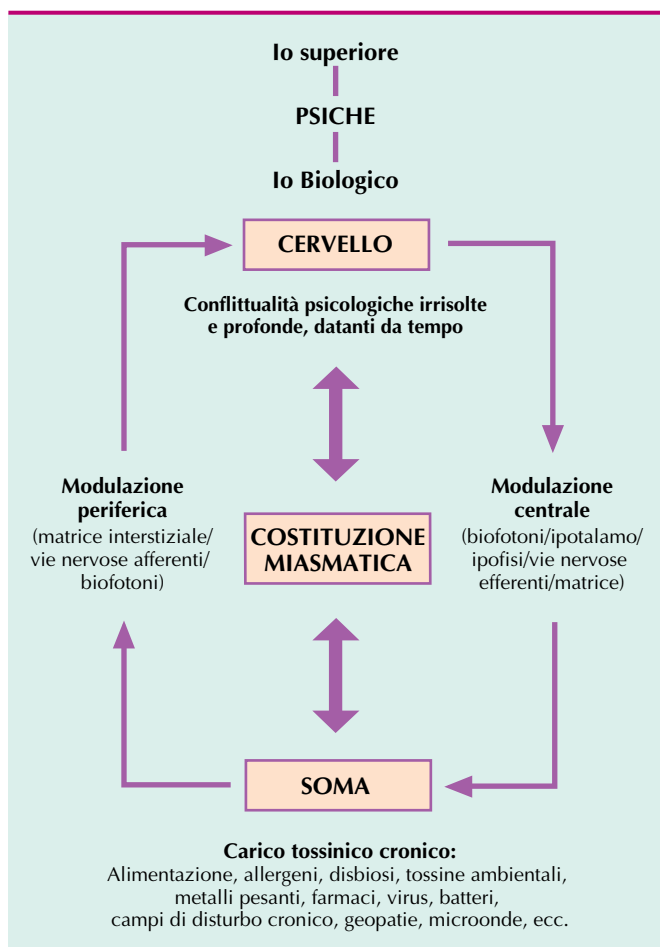 Io superiore
PSICHE
Io Biologico
CERVELLO
Conflittualità psicologiche irrisolte
e profonde, datanti da tempo
Modulazione
periferica
(matrice interstiziale/
vie nervose afferenti/
biofotoni)
COSTITUZIONE
MIASMATICA
Modulazione
centrale
(biofotoni/ipotalamo/
ipofisi/vie nervose
efferenti/matrice)
SOMA
Carico tossinico cronico:
Alimentazione, allergeni, disbiosi, tossine ambientali,
metalli pesanti, farmaci, virus, batteri,
campi di disturbo cronico, geopatie, microonde, ecc.